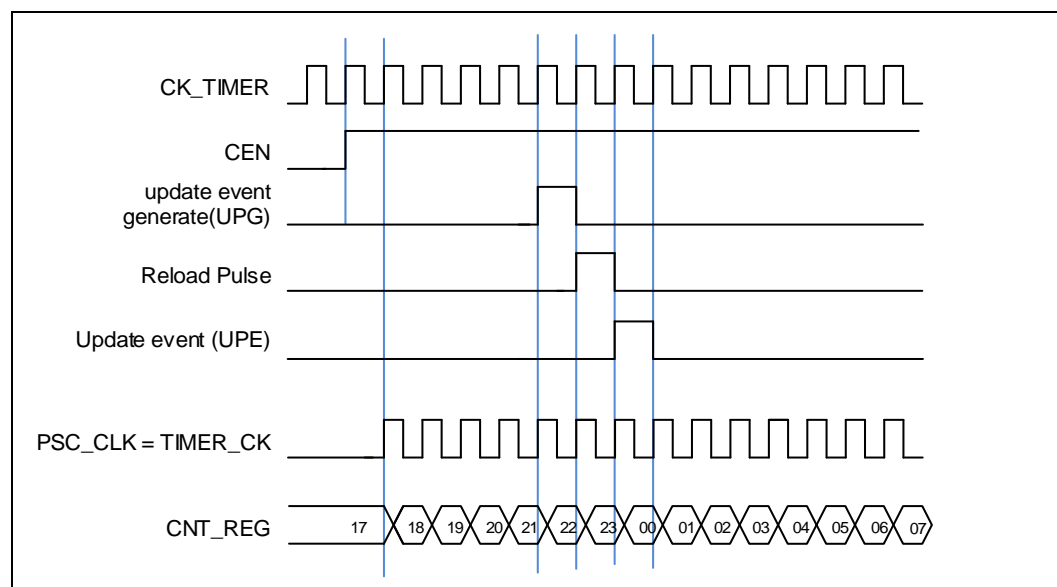 CK_TIMER
CEN
update event
generate(UPG)
Reload Pulse
Update event (UPE)
PSC_CLK = TIMER_CK
CNT_REG 17 18 19 20 21 22 23 00 01 02 03 04 05 06 07